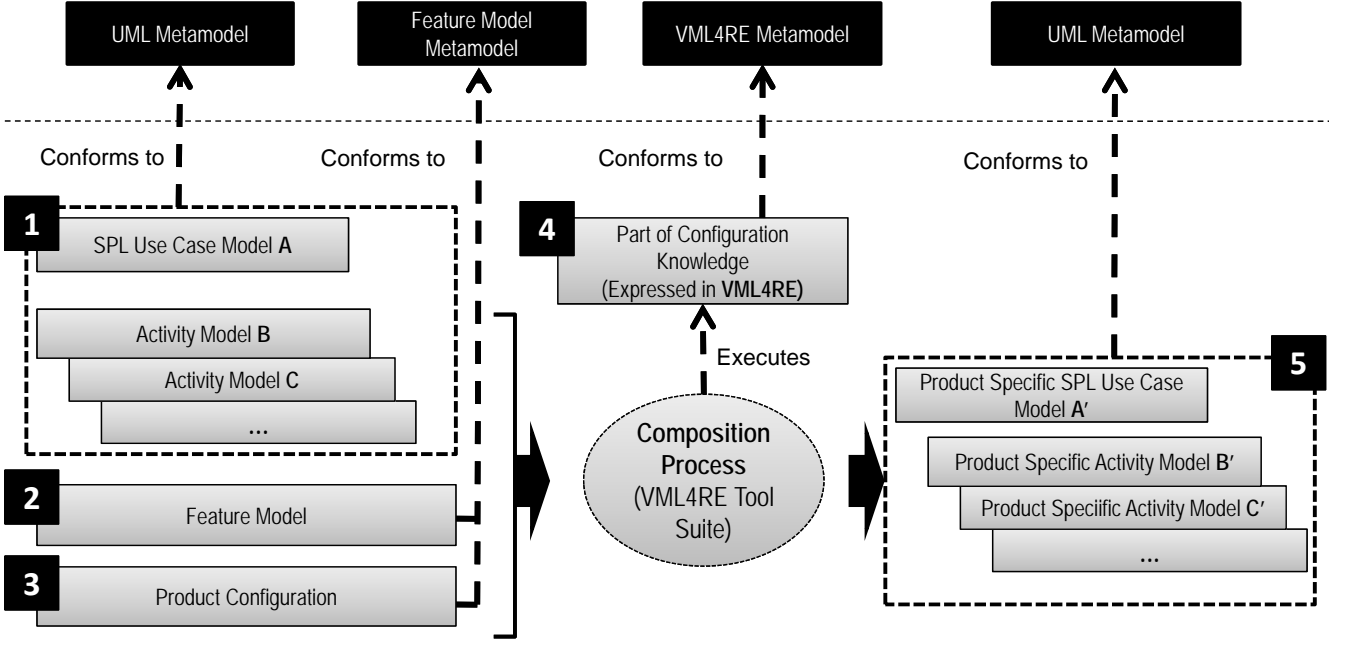 UML Metamodel
Feature Model
Metamodel
VML4RE Metamodel
UML Metamodel
Conforms to
Conforms to
Conforms to
Conforms to
1
SPL Use Case Model A
Activity Model B
Activity Model C
...
2
Feature Model
3
Product Configuration
4
Part of Configuration
Knowledge
(Expressed in VML4RE)
Executes
Composition
Process
(VML4RE Tool
Suite)
5
Product Specific SPL Use Case
Model A'
Product Specific Activity Model B'
Product Speciific Activity Model C'
...